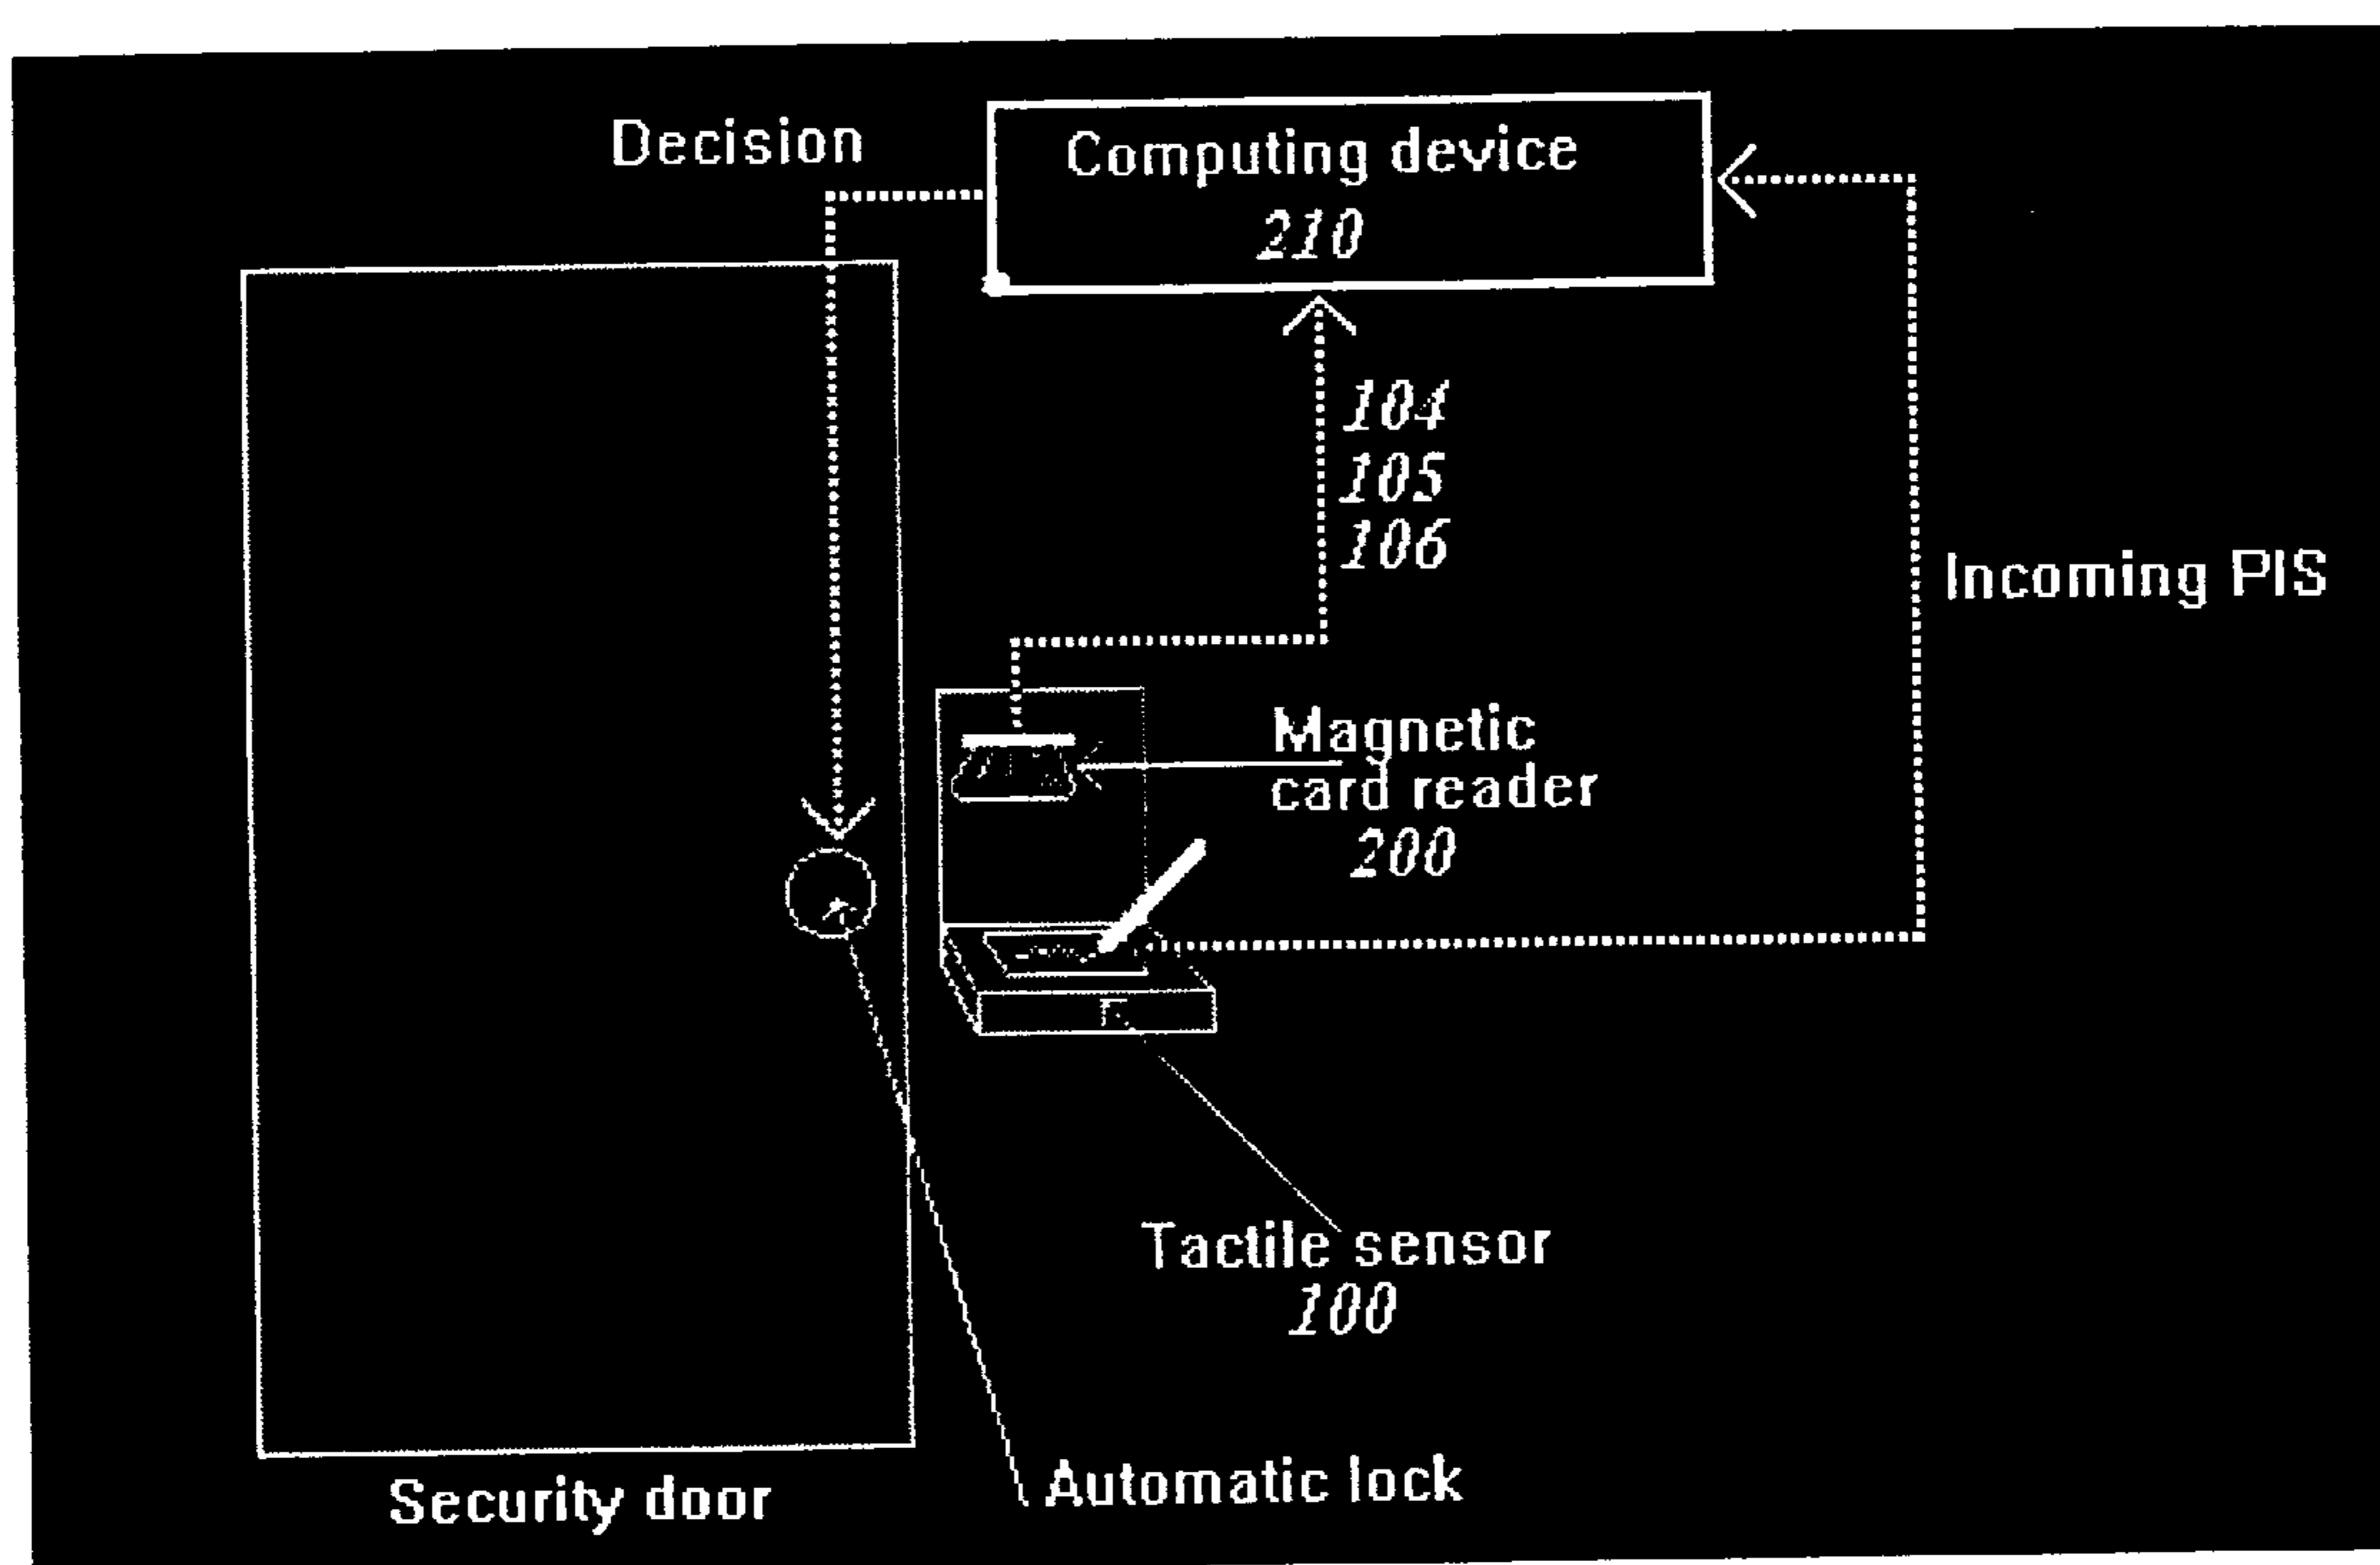 Decision
Computing device
210
104
105
106
Incoming PIS
Magnetic
card reader
200
Tactile sensor
100
Automatic lock
Security door